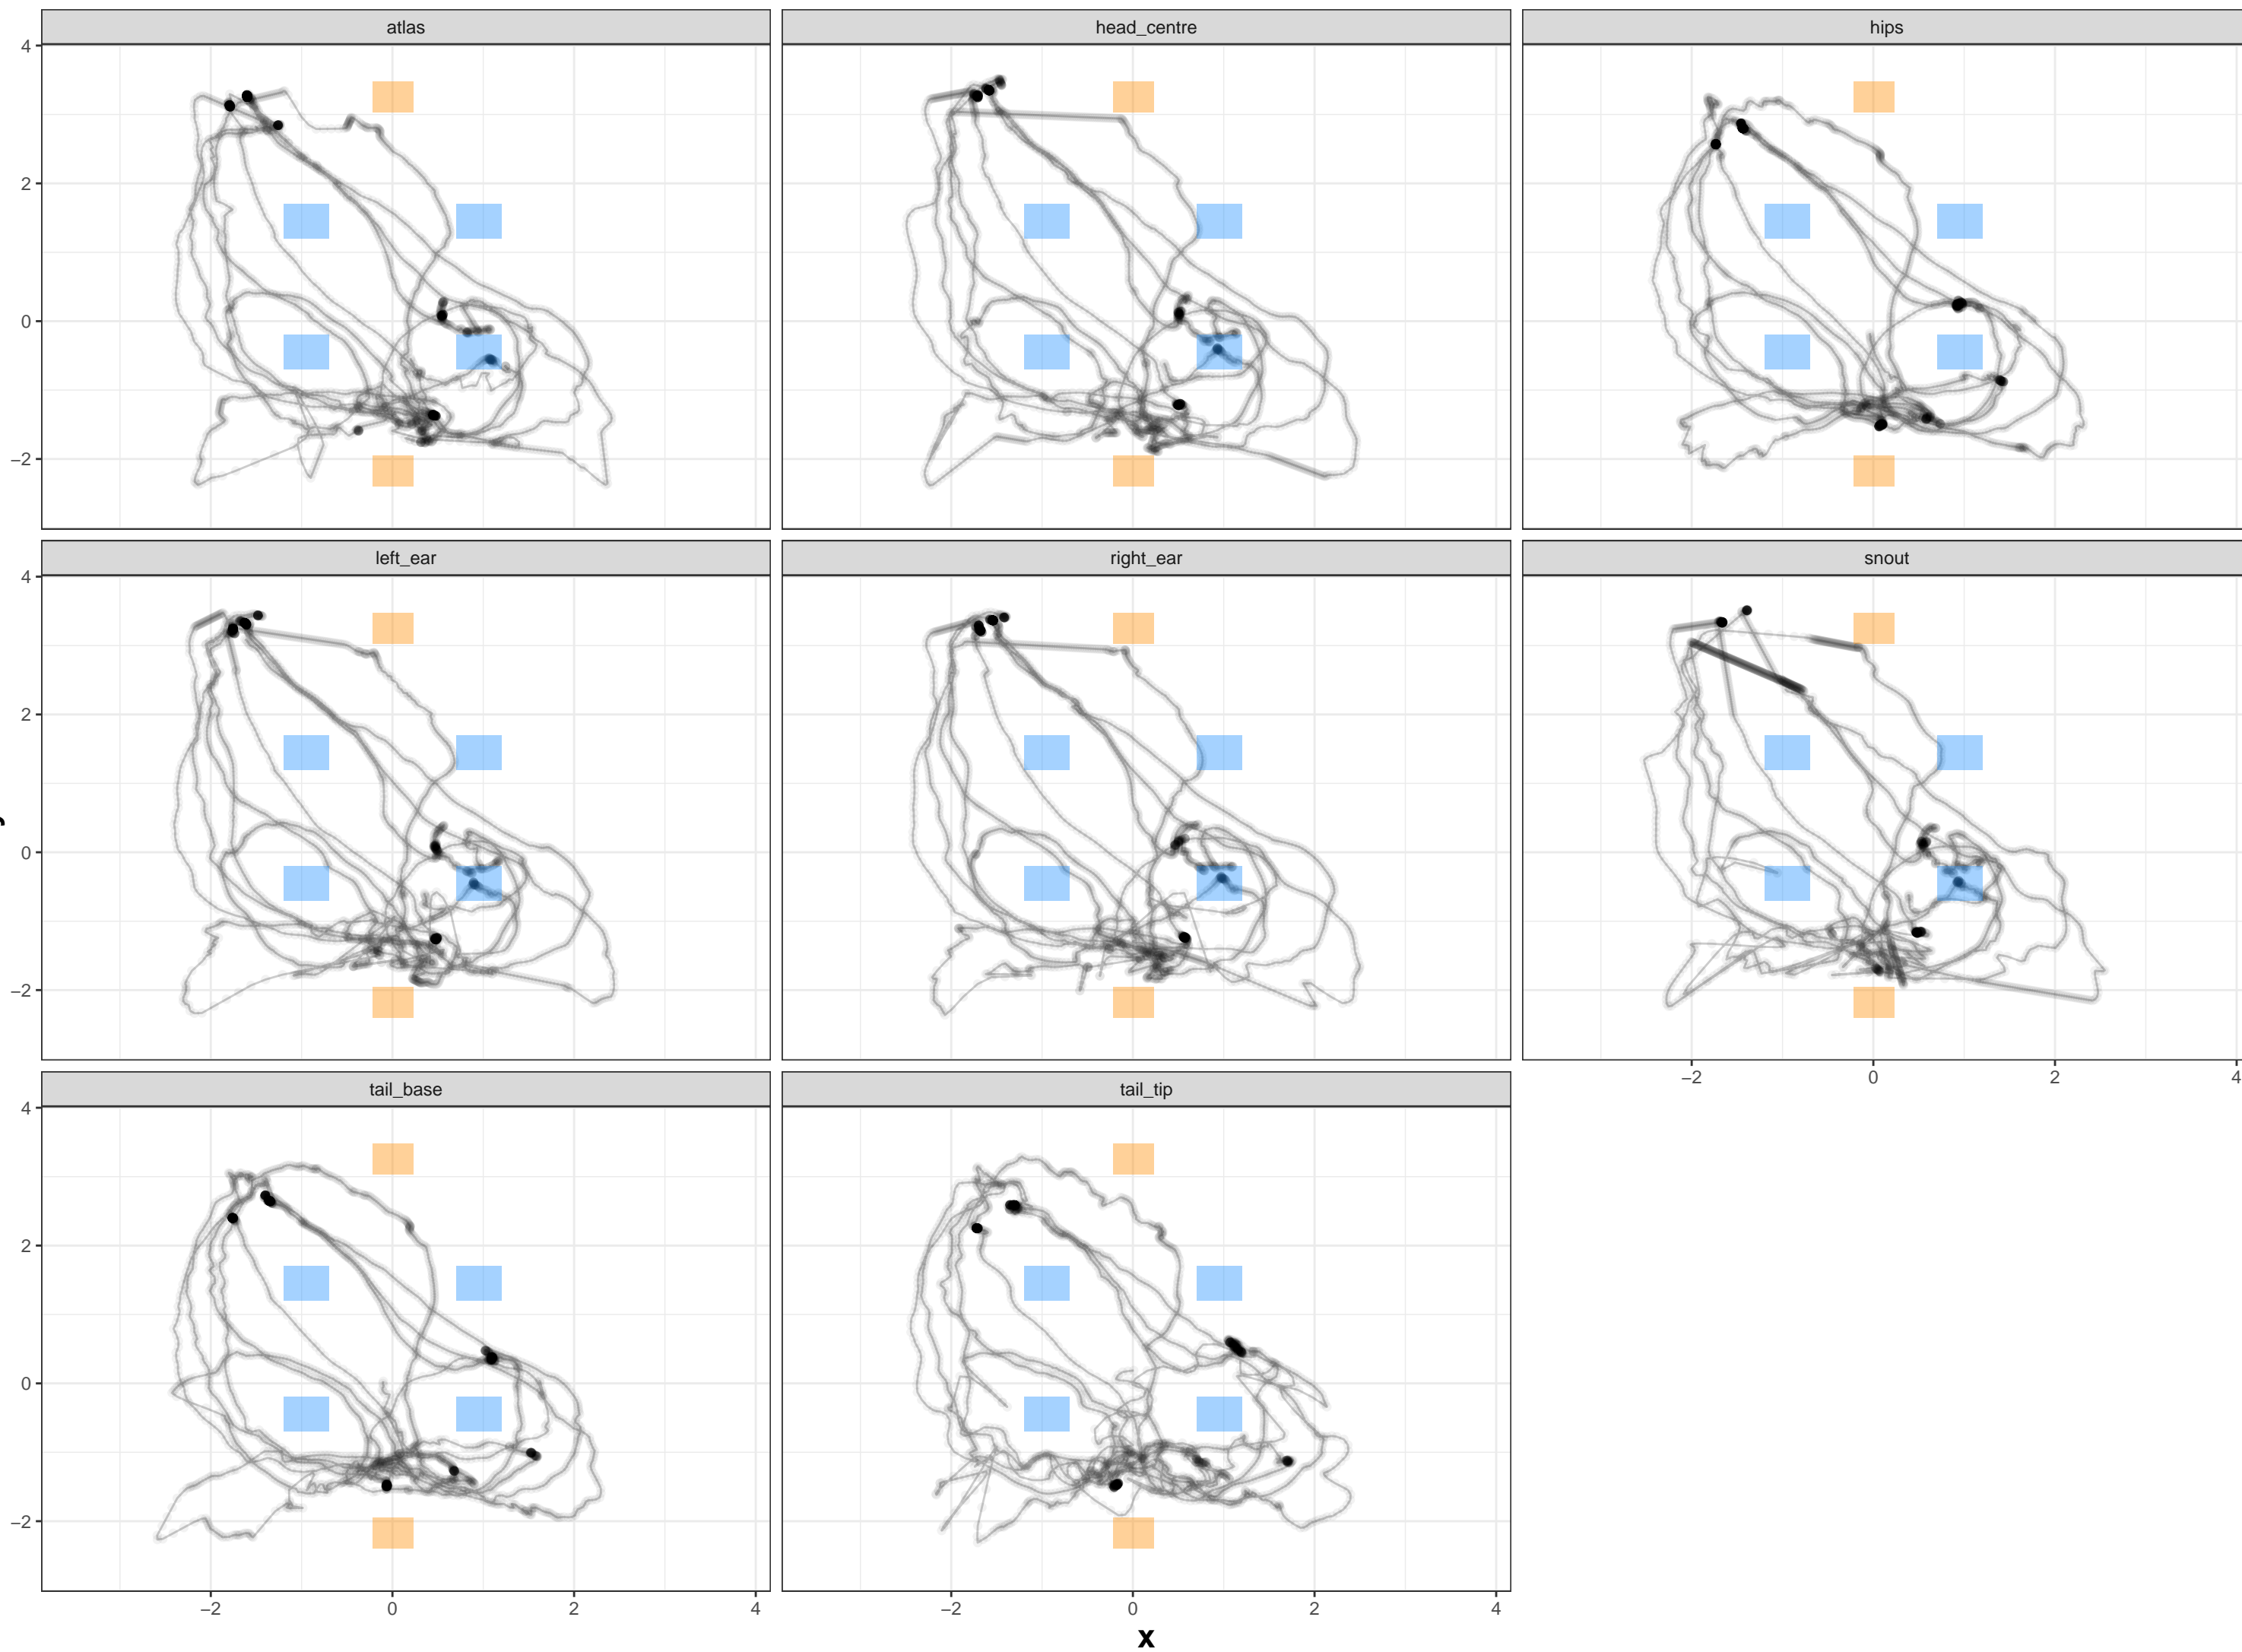 atlas head_centre hips
4
2
0
−2
left_ear right_ear snout
4
2
0
−2
−2 0 2 4
tail_base tail_tip
4
2
0
−2
−2 0 2 4 −2 0 2 4
x